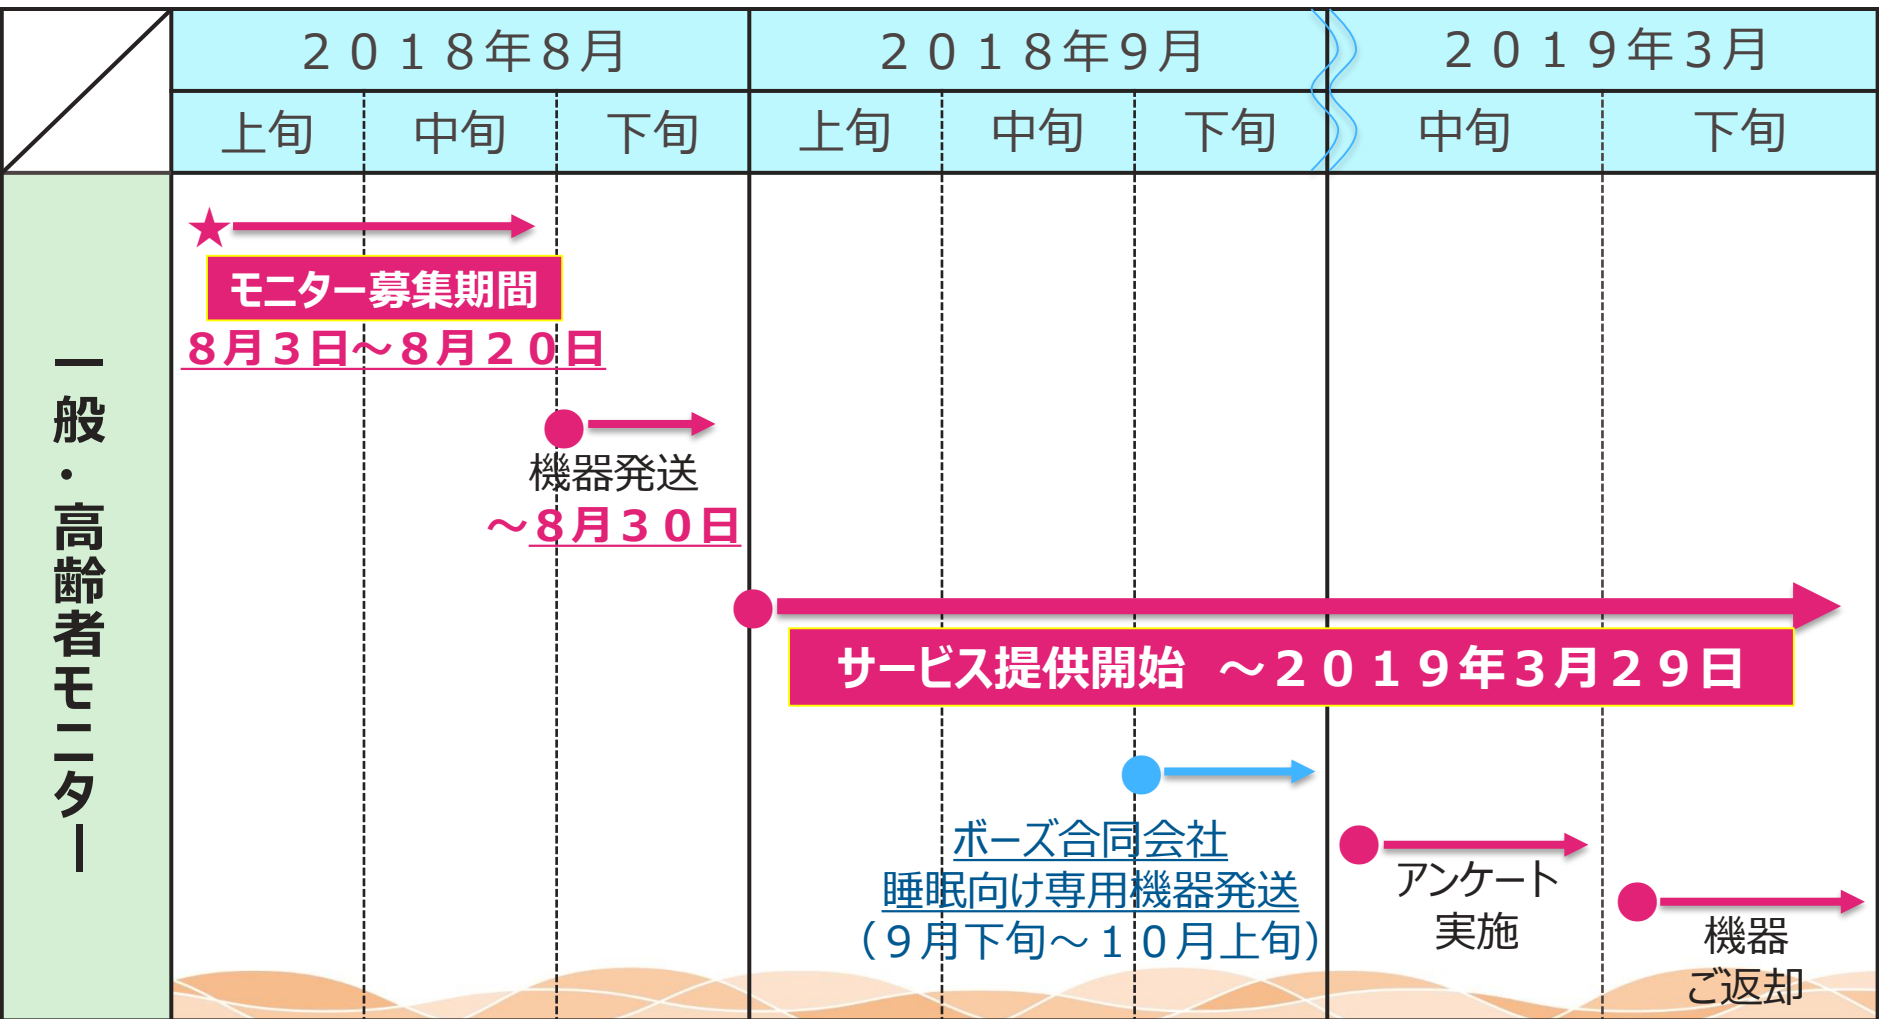 ２０１８年８月
２０１８年９月
２０１９年３月
上旬
中旬
下旬
上旬
中旬
下旬
中旬
下旬
一般・高齢者モニター
モニター募集期間
８月３日～８月２０日
機器発送
～８月３０日
サービス提供開始　～２０１９年３月２９日
ボーズ合同会社
睡眠向け専用機器発送
（９月下旬～１０月上旬）
アンケート
実施
機器
ご返却